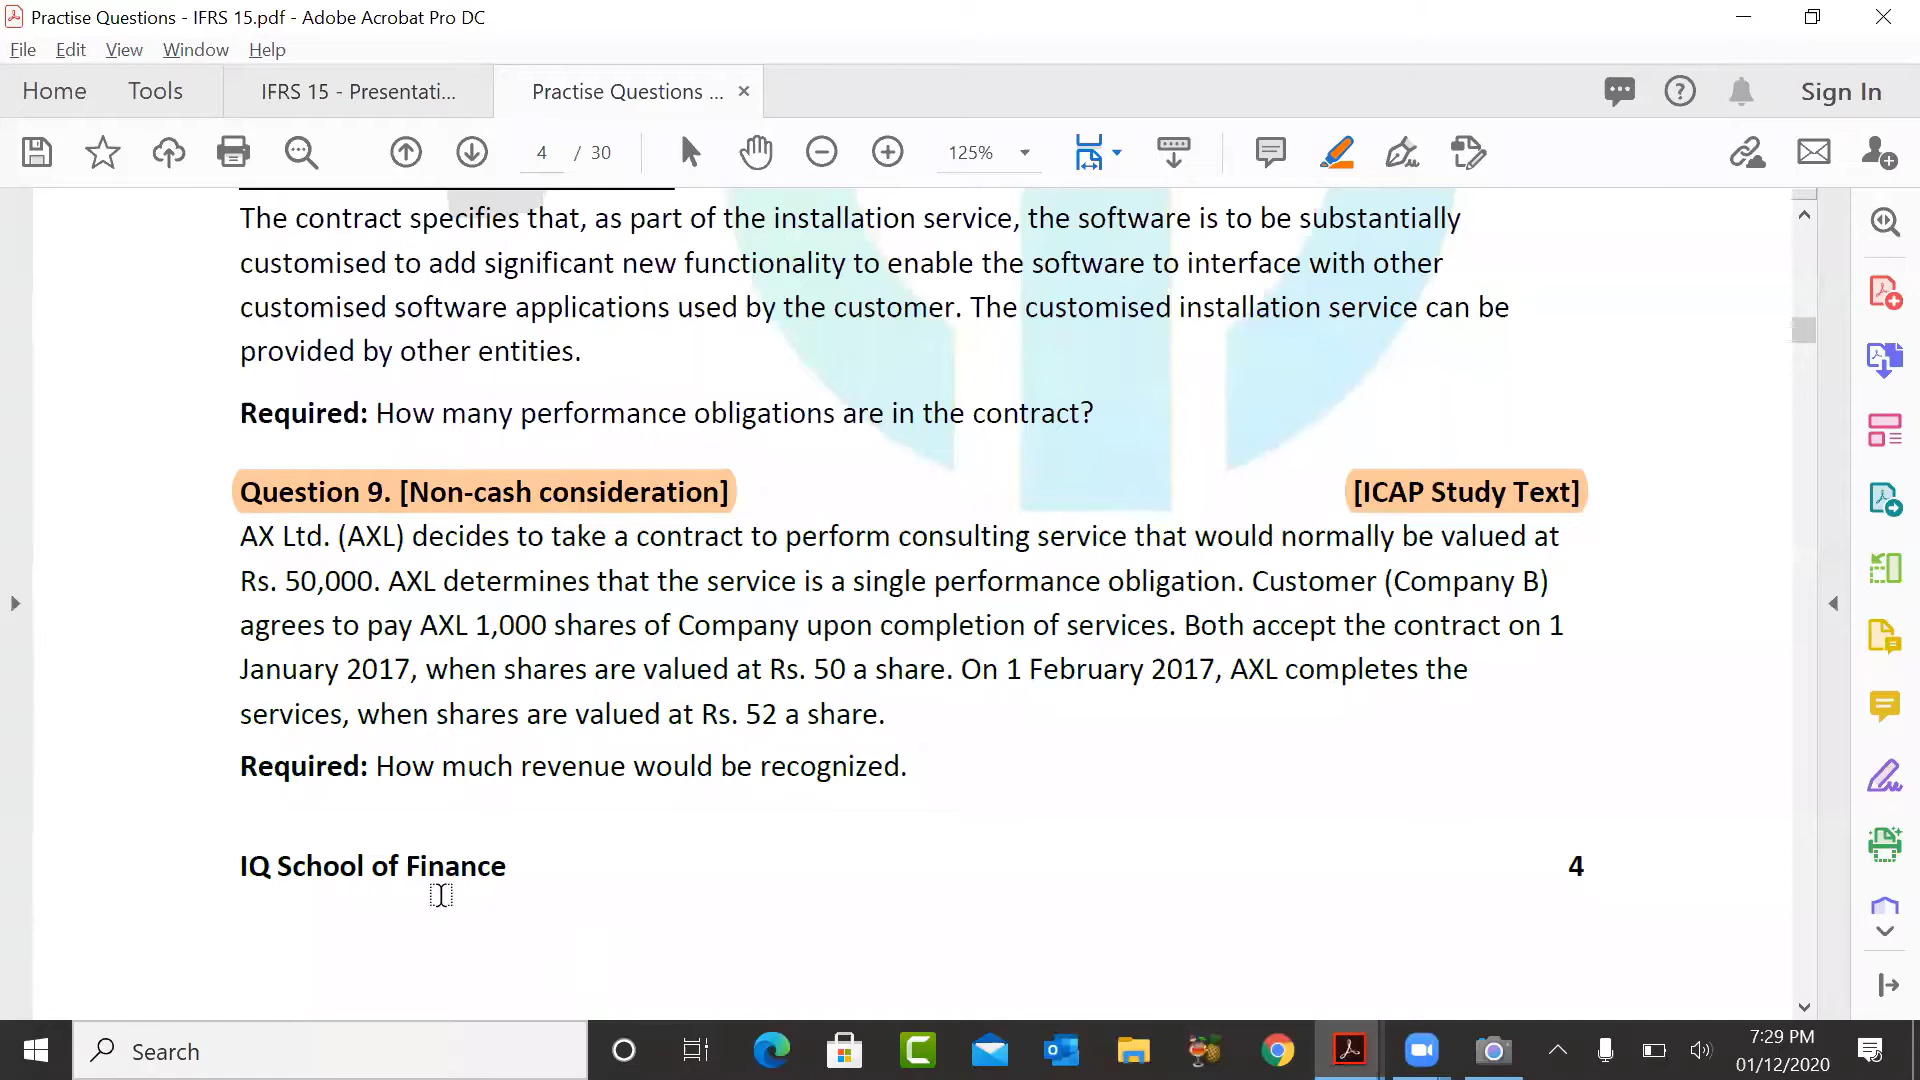 Practise Questions - IFRS 15.pdf - Adobe Acrobat Pro DC
File Edit View Window Help
Home Tools IFRS 15 - Presentati... Practise Questions ... × Sign In
4 / 30 125%
The contract specifies that, as part of the installation service, the software is to be substantially
customised to add significant new functionality to enable the software to interface with other
customised software applications used by the customer. The customised installation service can be
provided by other entities.
Required: How many performance obligations are in the contract?
Question 9. [Non-cash consideration] [ICAP Study Text]
AX Ltd. (AXL) decides to take a contract to perform consulting service that would normally be valued at
Rs. 50,000. AXL determines that the service is a single performance obligation. Customer (Company B)
agrees to pay AXL 1,000 shares of Company upon completion of services. Both accept the contract on 1
January 2017, when shares are valued at Rs. 50 a share. On 1 February 2017, AXL completes the
services, when shares are valued at Rs. 52 a share.
Required: How much revenue would be recognized.
IQ School of Finance 4
Search
7:29 PM
01/12/2020